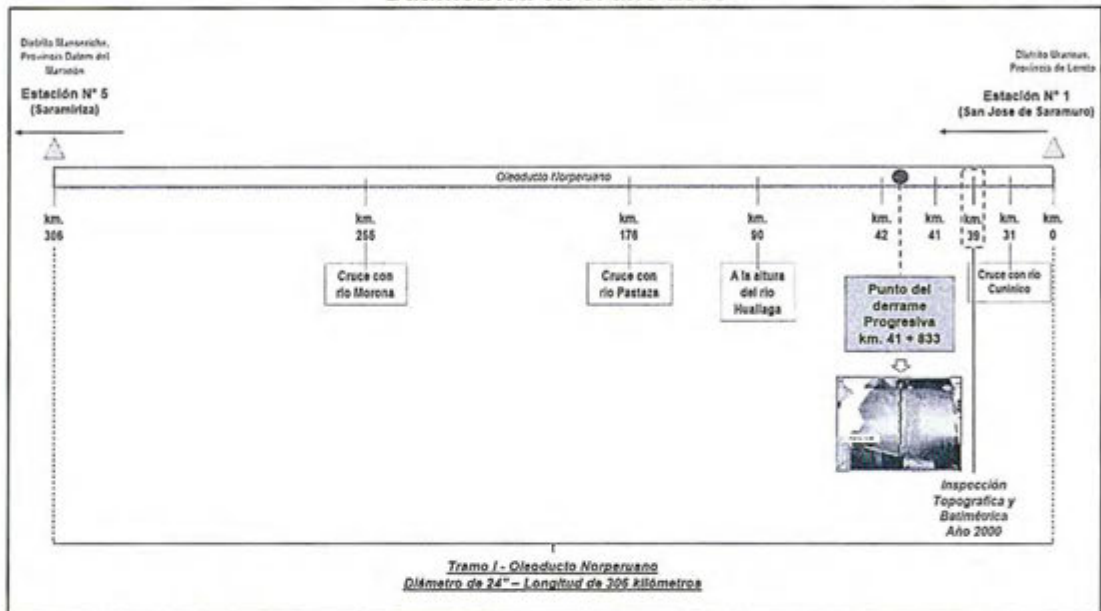 Distrito Manseriche,
Provincia Datem del
Marañón
Estación N° 5
(Saramiriza)
Distrito Urarinas,
Provincia de Loreto
Estación N° 1
(San Jose de Saramuro)
Oleoducto Norperuano
km. 306
km. 255
km. 176
km. 90
km. 42
km. 41
km. 39
km. 31
km. 0
Cruce con
río Morona
Cruce con
río Pastaza
A la altura
del río
Huallaga
Punto del
derrame
Progresiva
km. 41 + 833
Cruce con río
Cuninico
Inspección
Topografica y
Batimétrica
Año 2000
Tramo I - Oleoducto Norperuano
Diámetro de 24" – Longitud de 306 kilómetros